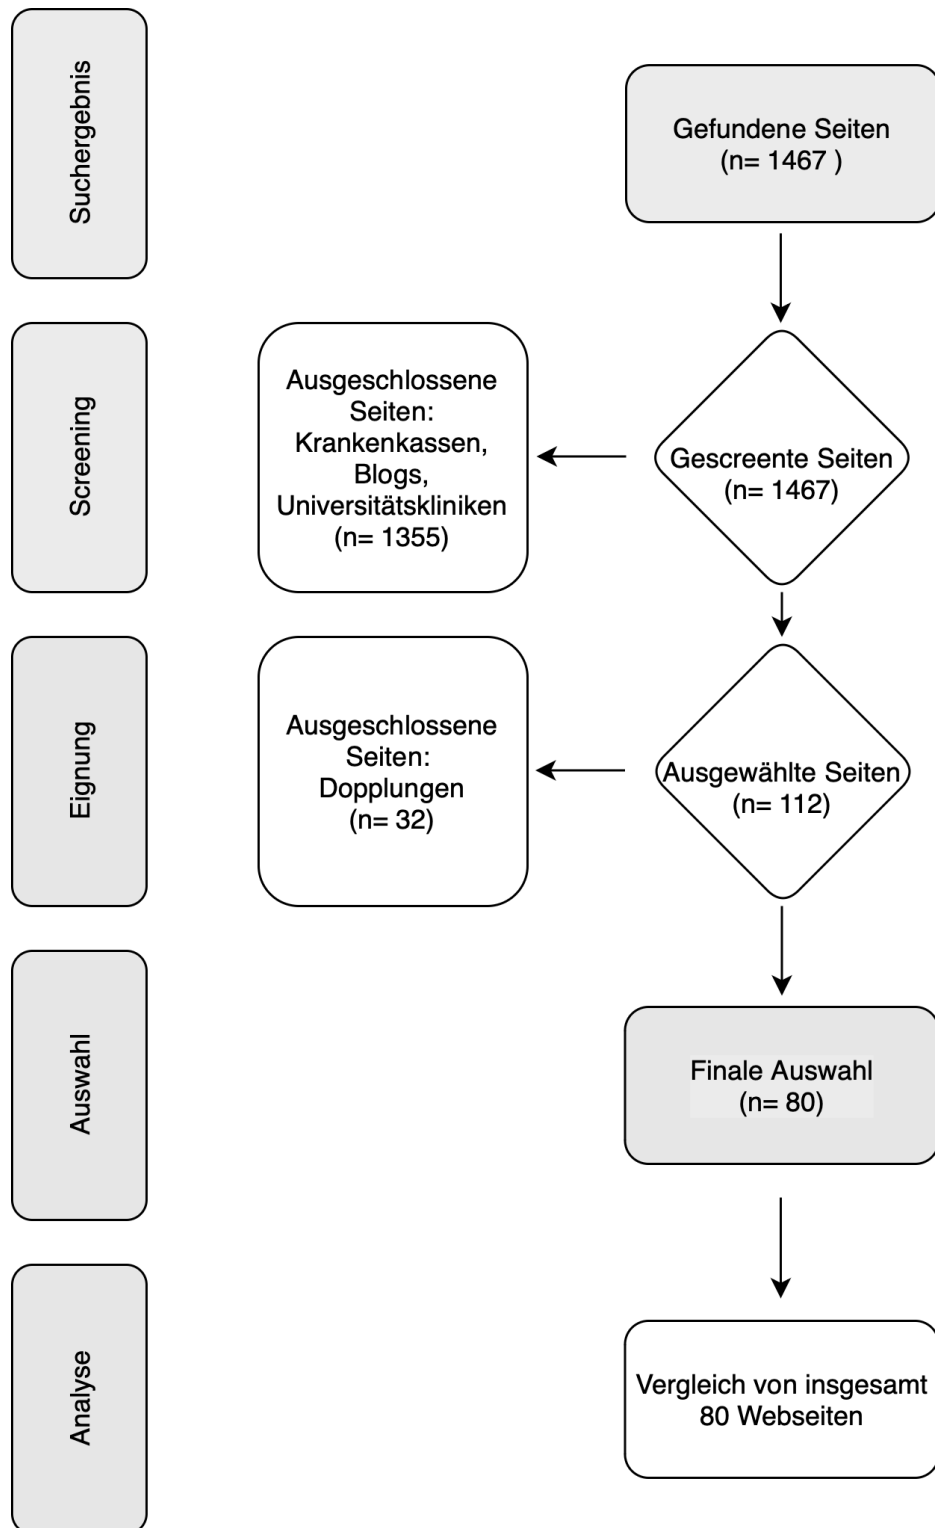 Suchergebnis
Gefundene Seiten
(n= 1467 )
Screening
Ausgeschlossene
Seiten:
Krankenkassen,
Blogs,
Universitätskliniken
(n= 1355)
Gescreente Seiten
(n= 1467)
Eignung
Ausgeschlossene
Seiten:
Dopplungen
(n= 32)
Ausgewählte Seiten
(n= 112)
Auswahl
Finale Auswahl
(n= 80)
Analyse
Vergleich von insgesamt
80 Webseiten